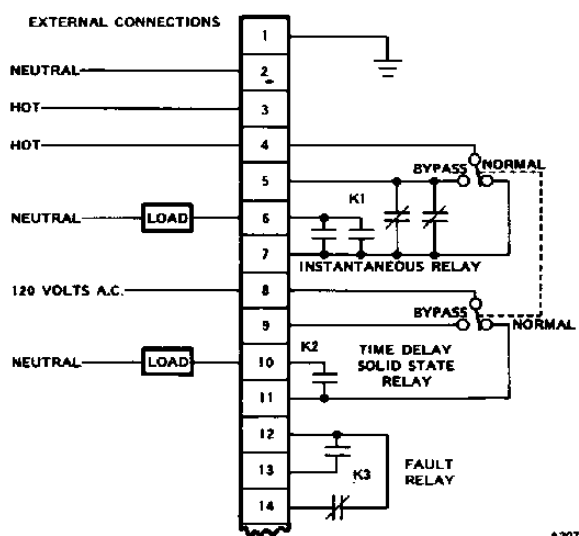 EXTERNAL CONNECTIONS
1
NEUTRAL
2
HOT
3
HOT
4
BYPASS
NORMAL
5
K1
NEUTRAL
LOAD
6
7
INSTANTANEOUS RELAY
120 VOLTS A.C.
8
BYPASS
9
NORMAL
K2
TIME DELAY
SOLID STATE
RELAY
NEUTRAL
LOAD
10
11
12
13
K3
FAULT
RELAY
14